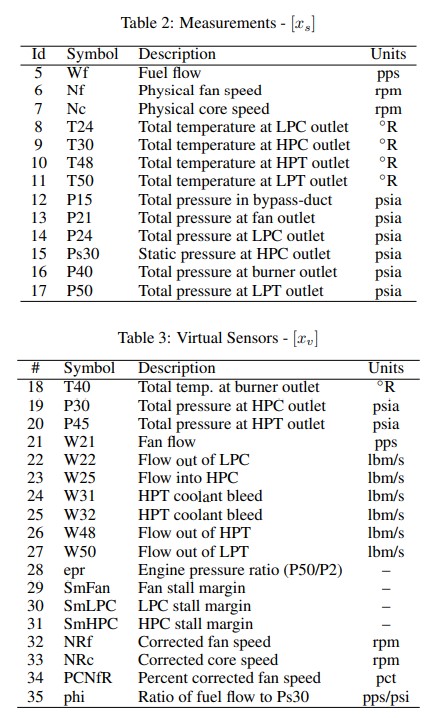 Table 2: Measurements - [x_s]
Id Symbol Description Units
5 Wf Fuel flow pps
6 Nf Physical fan speed rpm
7 Nc Physical core speed rpm
8 T24 Total temperature at LPC outlet °R
9 T30 Total temperature at HPC outlet °R
10 T48 Total temperature at HPT outlet °R
11 T50 Total temperature at LPT outlet °R
12 P15 Total pressure in bypass-duct psia
13 P21 Total pressure at fan outlet psia
14 P24 Total pressure at LPC outlet psia
15 Ps30 Static pressure at HPC outlet psia
16 P40 Total pressure at burner outlet psia
17 P50 Total pressure at LPT outlet psia
Table 3: Virtual Sensors - [x_v]
# Symbol Description Units
18 T40 Total temp. at burner outlet °R
19 P30 Total pressure at HPC outlet psia
20 P45 Total pressure at HPT outlet psia
21 W21 Fan flow pps
22 W22 Flow out of LPC lbm/s
23 W25 Flow into HPC lbm/s
24 W31 HPT coolant bleed lbm/s
25 W32 HPT coolant bleed lbm/s
26 W48 Flow out of HPT lbm/s
27 W50 Flow out of LPT lbm/s
28 epr Engine pressure ratio (P50/P2) –
29 SmFan Fan stall margin –
30 SmLPC LPC stall margin –
31 SmHPC HPC stall margin –
32 NRf Corrected fan speed rpm
33 NRc Corrected core speed rpm
34 PCNfR Percent corrected fan speed pct
35 phi Ratio of fuel flow to Ps30 pps/psi